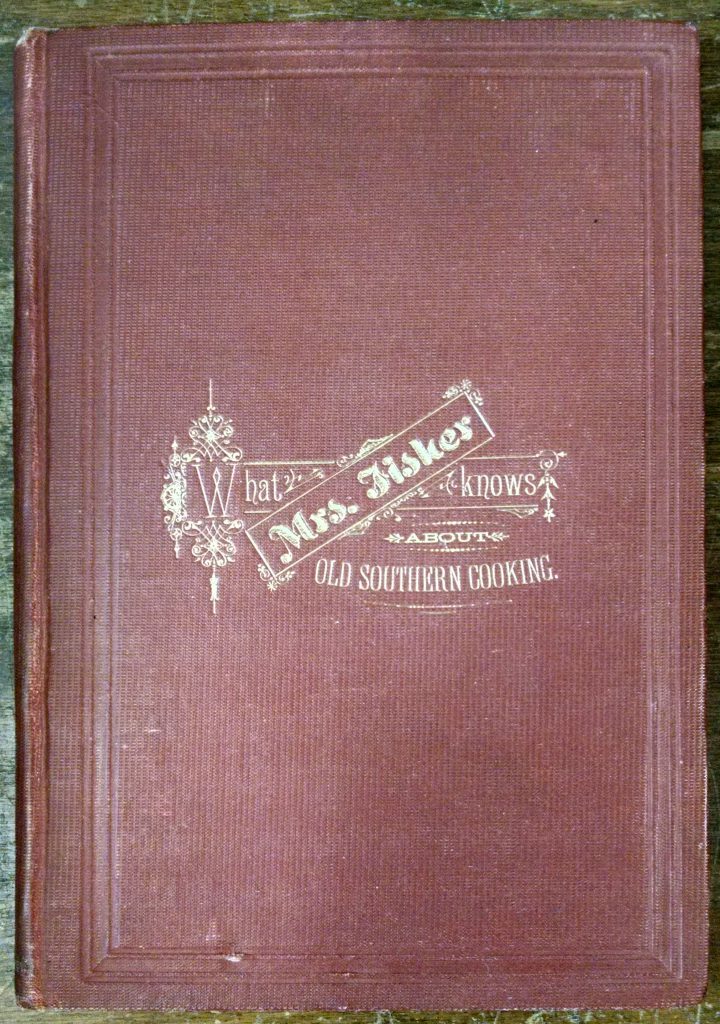 What Mrs. Fisher knows
ABOUT
OLD SOUTHERN COOKING.